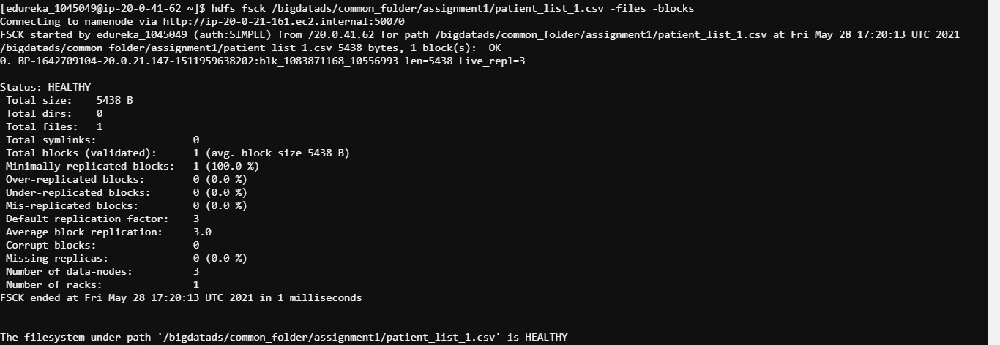 [edureka_1045049@ip-20-0-41-62 ~]$ hdfs fsck /bigdatads/common_folder/assignment1/patient_list_1.csv -files -blocks
Connecting to namenode via http://ip-20-0-21-161.ec2.internal:50070
FSCK started by edureka_1045049 (auth:SIMPLE) from /20.0.41.62 for path /bigdatads/common_folder/assignment1/patient_list_1.csv at Fri May 28 17:20:13 UTC 2021
/bigdatads/common_folder/assignment1/patient_list_1.csv 5438 bytes, 1 block(s):  OK
0. BP-1642709104-20.0.21.147-1511959638202:blk_1083871168_10556993 len=5438 Live_repl=3

Status: HEALTHY
 Total size:    5438 B
 Total dirs:    0
 Total files:   1
 Total symlinks:                0
 Total blocks (validated):      1 (avg. block size 5438 B)
 Minimally replicated blocks:   1 (100.0 %)
 Over-replicated blocks:        0 (0.0 %)
 Under-replicated blocks:       0 (0.0 %)
 Mis-replicated blocks:         0 (0.0 %)
 Default replication factor:    3
 Average block replication:     3.0
 Corrupt blocks:                0
 Missing replicas:              0 (0.0 %)
 Number of data-nodes:          3
 Number of racks:               1
FSCK ended at Fri May 28 17:20:13 UTC 2021 in 1 milliseconds


The filesystem under path '/bigdatads/common_folder/assignment1/patient_list_1.csv' is HEALTHY